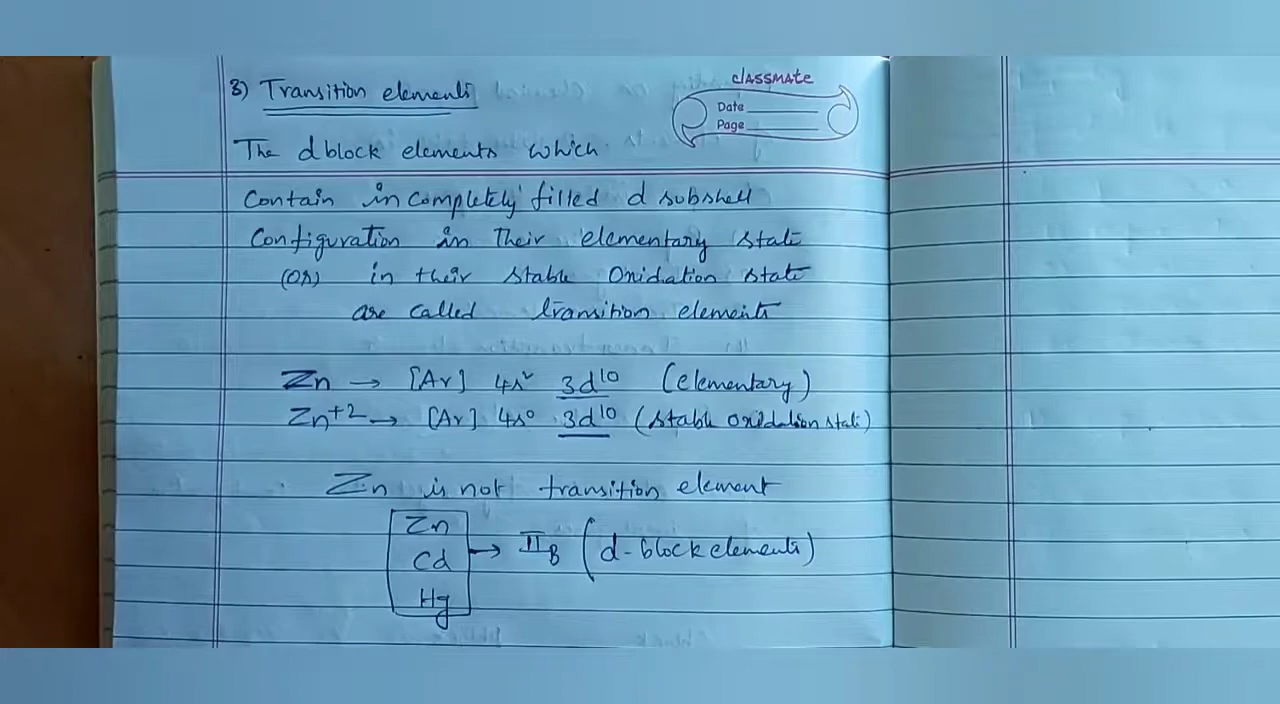 3) Transition elements
classmate
Date
Page
The d block elements which
Contain incompletely filled d subshell
Configuration in their elementary state
(OR) in their stable Oxidation state
are called transition elements
Zn → [Ar] 4s² 3d¹⁰ (elementary)
Zn⁺² → [Ar] 4s⁰ 3d¹⁰ (stable oxidation state)
Zn is not transition element
Zn
Cd → IIB (d-block elements)
Hg